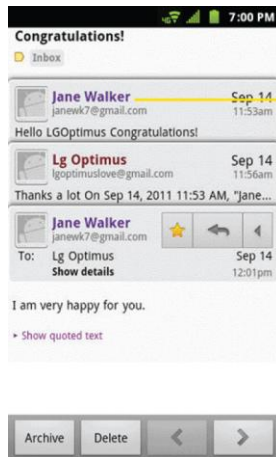 7:00 PM
Congratulations!
Inbox
Jane Walker Sep 14
janewk7@gmail.com 11:53am
Hello LGOptimus Congratulations!
Lg Optimus Sep 14
lgoptimuslove@gmail.com 11:56am
Thanks a lot On Sep 14, 2011 11:53 AM, "Jane...
Jane Walker
janewk7@gmail.com
To: Lg Optimus Sep 14
Show details 12:01pm
I am very happy for you.
Show quoted text
Archive Delete